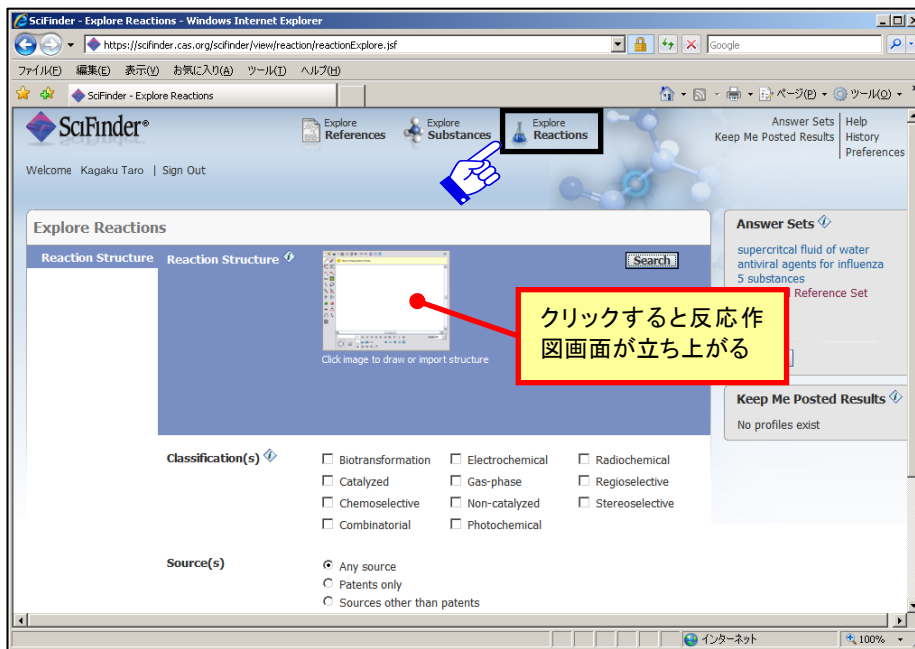 SciFinder - Explore Reactions - Windows Internet Explorer
https://scifinder.cas.org/scifinder/view/reaction/reactionExplore.jsf
Google
ファイル(F) 編集(E) 表示(V) お気に入り(A) ツール(T) ヘルプ(H)
SciFinder - Explore Reactions
ページ(P) ツール(O)
SciFinder®
Explore References
Explore Substances
Explore Reactions
Answer Sets
Keep Me Posted Results
Help
History
Preferences
Welcome Kagaku Taro | Sign Out
Explore Reactions
Reaction Structure
Reaction Structure
Search
Click image to draw or import structure
クリックすると反応作
図画面が立ち上がる
Answer Sets
supercritcal fluid of water
antiviral agents for influenza
5 substances
Reference Set
Keep Me Posted Results
No profiles exist
Classification(s)
Biotransformation Electrochemical Radiochemical
Catalyzed Gas-phase Regioselective
Chemoselective Non-catalyzed Stereoselective
Combinatorial Photochemical
Source(s)
Any source
Patents only
Sources other than patents
インターネット
100%